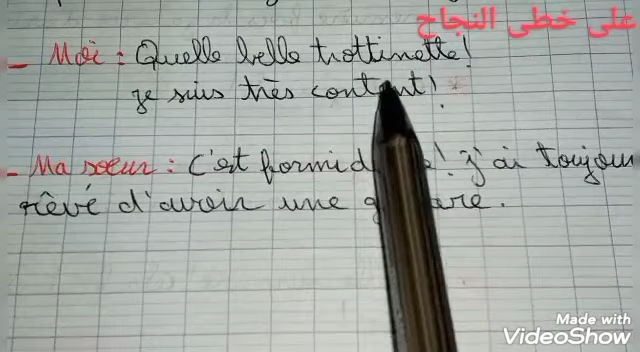 على خطى النجاح
- Moi : Quelle belle trottinette!
je suis très content!
- Ma soeur : C'est ! j'ai toujou
rêvé d'avoir une .
Made with
VideoShow